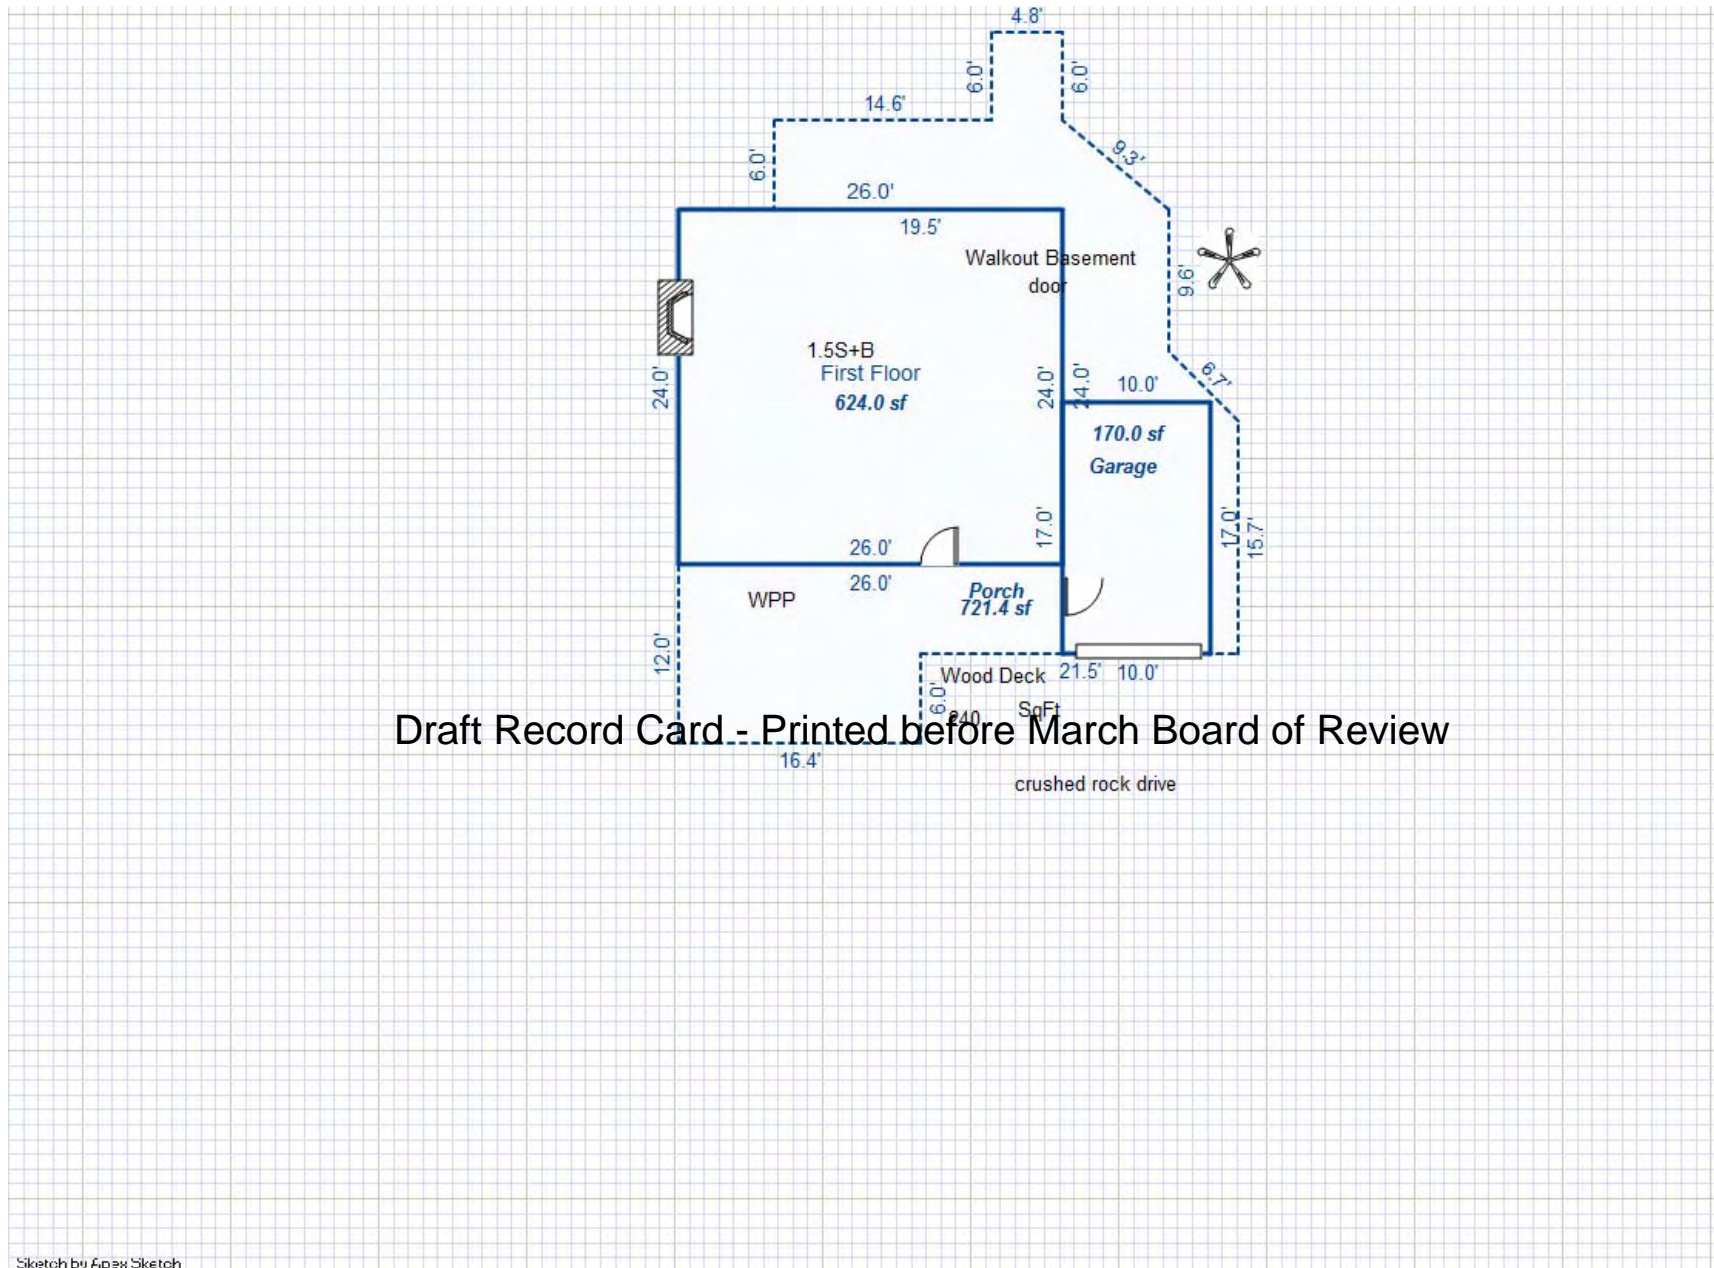 4.8'
6.0'
6.0'
14.6'
9.3'
6.0'
26.0'
19.5'
Walkout Basement
door
9.6'
1.5S+B
First Floor
624.0 sf
24.0'
24.0'
24.0'
10.0'
6.7'
170.0 sf
Garage
17.0'
17.0'
15.7'
26.0'
26.0'
WPP
Porch
721.4 sf
12.0'
Wood Deck
21.5'
10.0'
6.0'
240
SqFt
Draft Record Card - Printed before March Board of Review
16.4'
crushed rock drive
Sketch by Apex Sketch